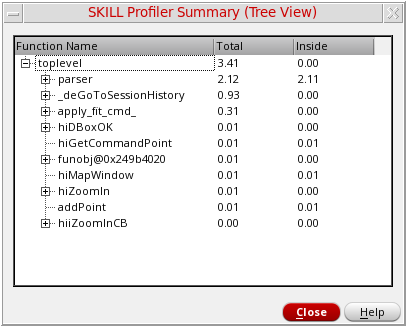 SKILL Profiler Summary (Tree View)
Function Name Total Inside
toplevel 3.41 0.00
parser 2.12 2.11
_deGoToSessionHistory 0.93 0.00
apply_fit_cmd_ 0.31 0.00
hiDBoxOK 0.01 0.00
hiGetCommandPoint 0.01 0.01
funobj@0x249b4020 0.01 0.00
hiMapWindow 0.01 0.01
hiZoomIn 0.01 0.01
addPoint 0.01 0.01
hiiZoomInCB 0.00 0.00
Close Help